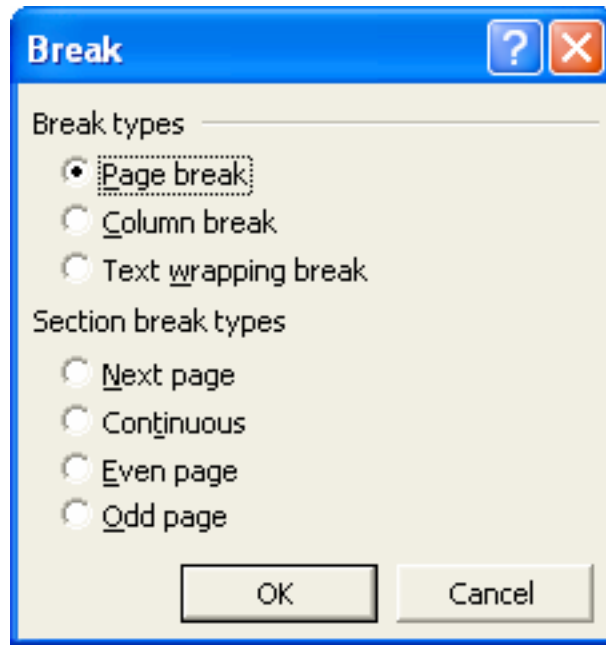 Break
Break types
Page break
Column break
Text wrapping break
Section break types
Next page
Continuous
Even page
Odd page
OK Cancel